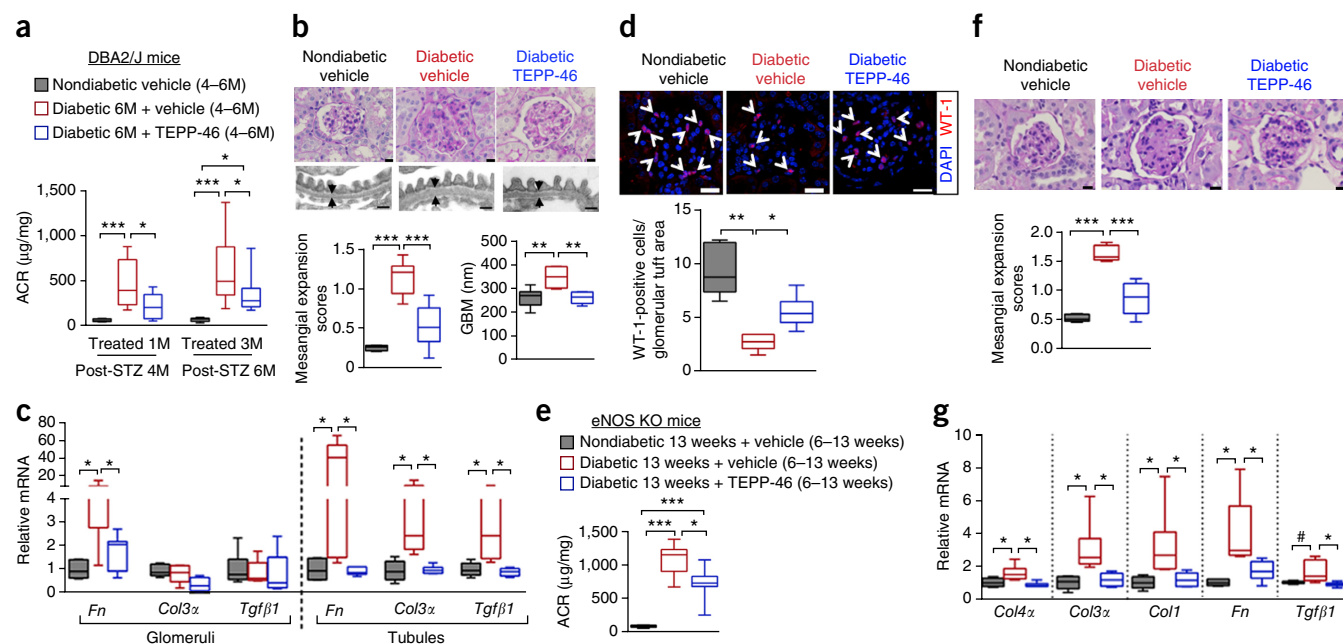 a
DBA2/J mice
Nondiabetic vehicle (4–6M)
Diabetic 6M + vehicle (4–6M)
Diabetic 6M + TEPP-46 (4–6M)
*
*** *
*** *
1,500
1,000
500
0
ACR (µg/mg)
Treated 1M Treated 3M
Post-STZ 4M Post-STZ 6M
b
Nondiabetic Diabetic Diabetic
vehicle vehicle TEPP-46
*** ***
1.5
1.0
0.5
0
Mesangial expansion
scores
** **
400
300
200
100
0
GBM (nm)
d
Nondiabetic Diabetic Diabetic
vehicle vehicle TEPP-46
DAPI WT-1
** *
15
10
5
0
WT-1-positive cells/
glomerular tuft area
f
Nondiabetic Diabetic Diabetic
vehicle vehicle TEPP-46
*** ***
2.0
1.5
1.0
0.5
0
Mesangial expansion
scores
c
80
60
40
20
4
3
2
1
0
Relative mRNA
* * * * * * * *
Fn Col3α Tgfβ1 Fn Col3α Tgfβ1
Glomeruli Tubules
e
eNOS KO mice
Nondiabetic 13 weeks + vehicle (6–13 weeks)
Diabetic 13 weeks + vehicle (6–13 weeks)
Diabetic 13 weeks + TEPP-46 (6–13 weeks)
***
*** *
1,500
1,000
500
0
ACR (µg/mg)
g
10
8
6
4
2
0
Relative mRNA
* * * * * * * * # *
Col4α Col3α Col1 Fn Tgfβ1